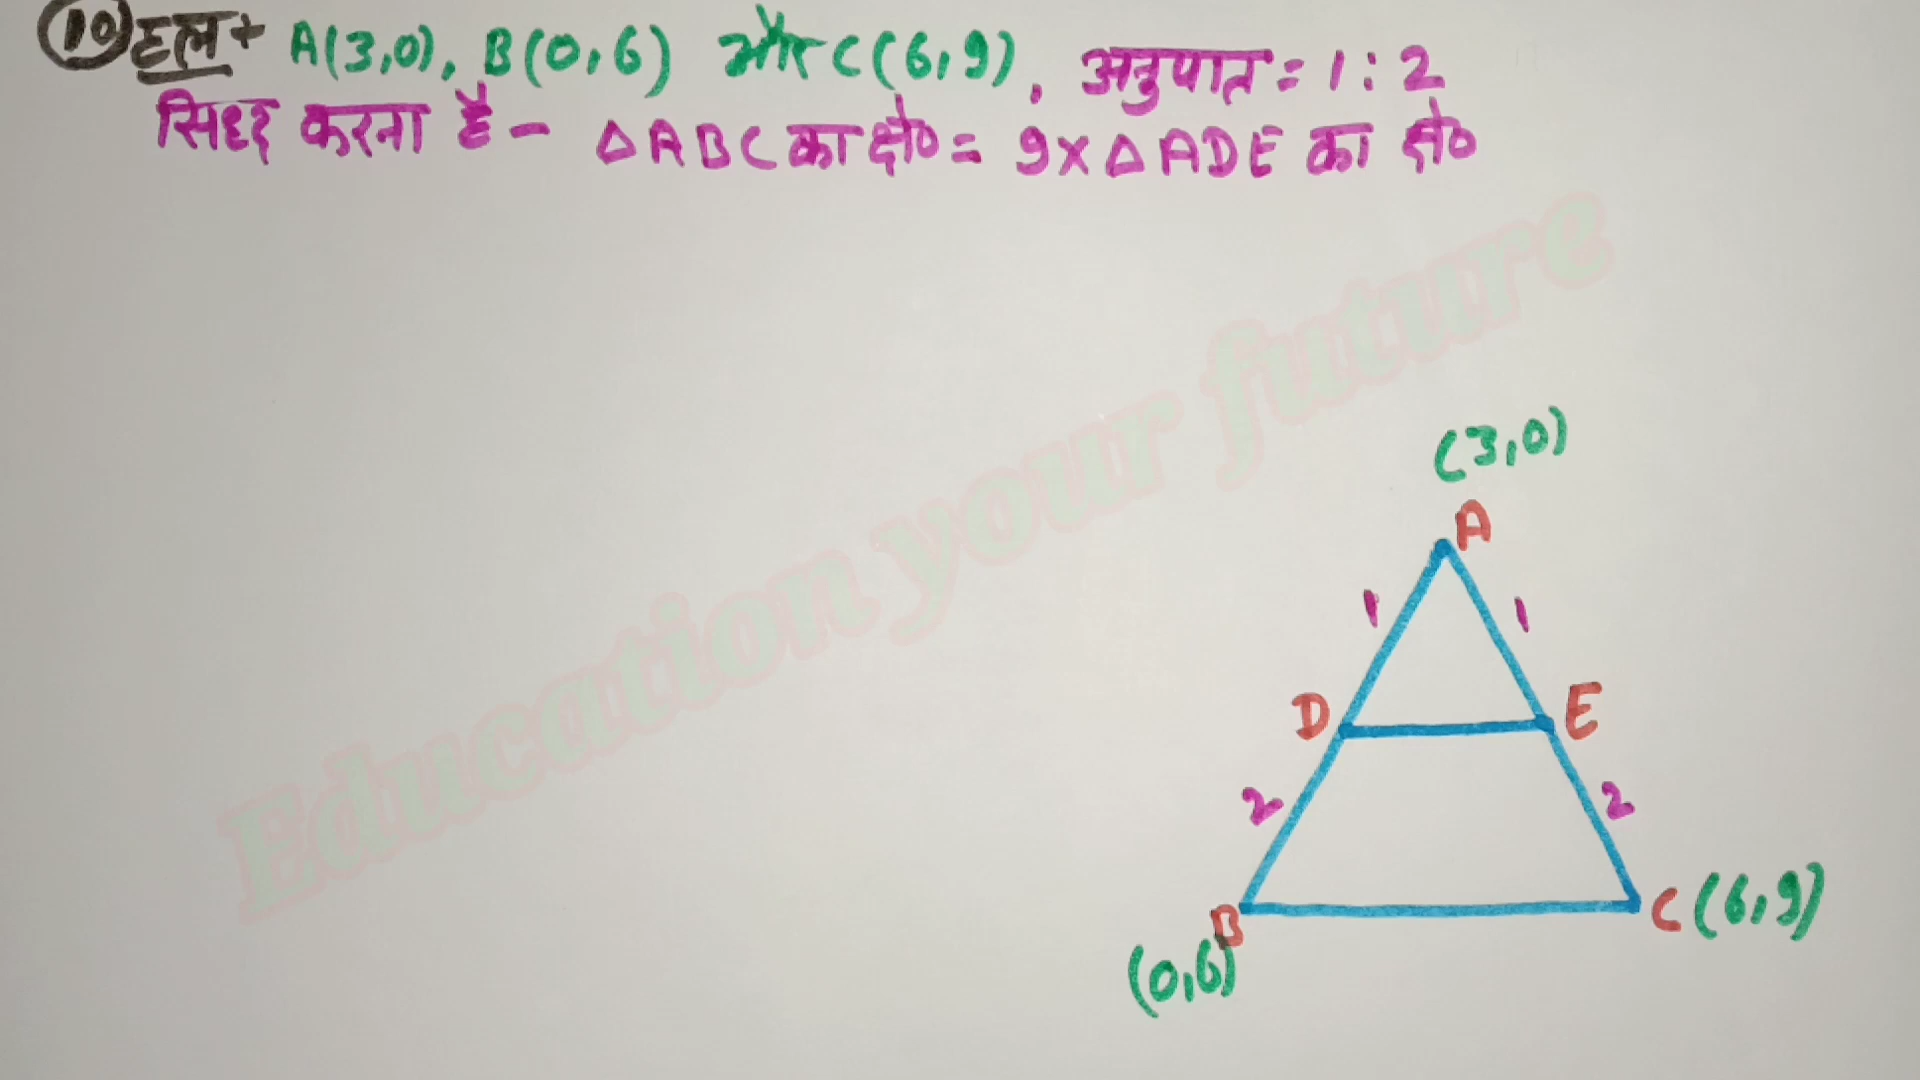 10 हल→ A(3,0), B(0,6) और C(6,9), अनुपात = 1:2
सिध्द करना है - △ABC का क्षे० = 9×△ADE का क्षे०
Education your future
(3,0)
A
1 1
D E
2 2
B C (6,9)
(0,6)